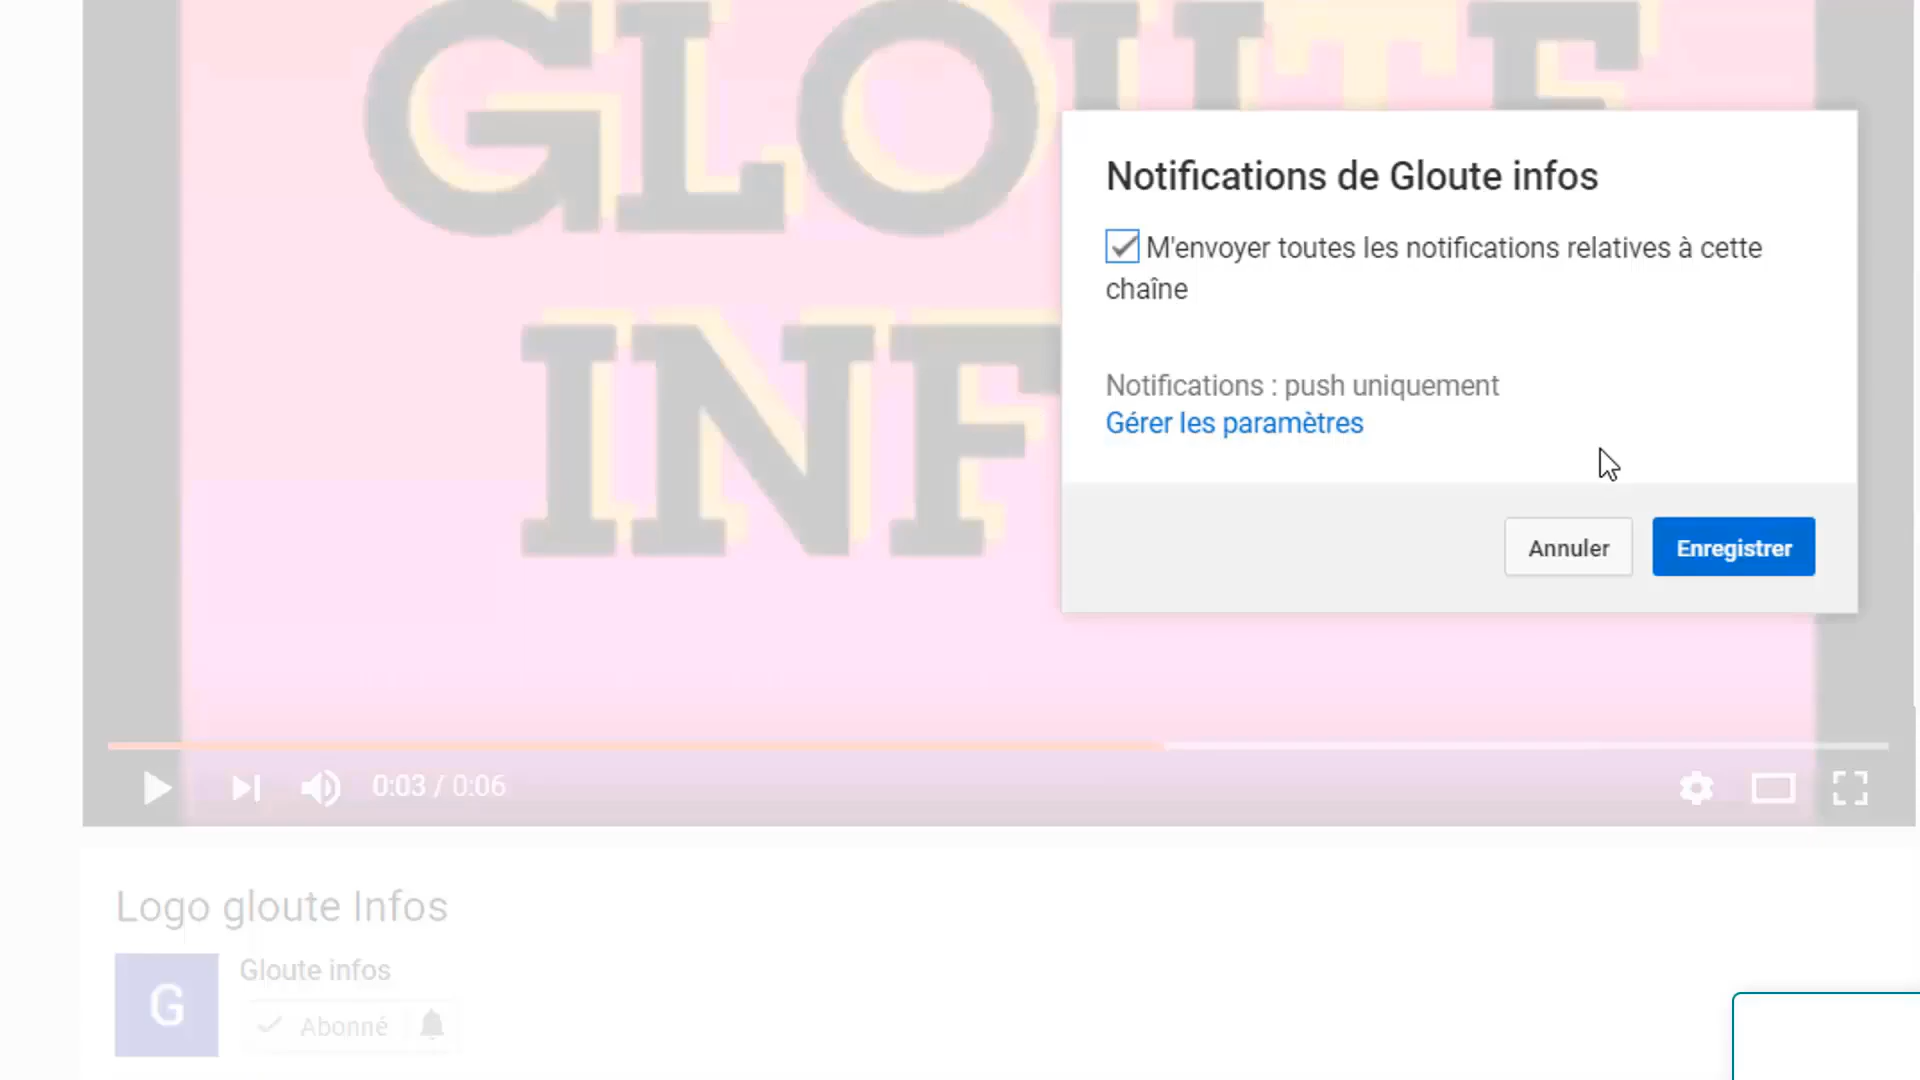 GLOUTE
INF
Notifications de Gloute infos
M'envoyer toutes les notifications relatives à cette
chaîne
Notifications : push uniquement
Gérer les paramètres
Annuler
Enregistrer
0:03 / 0:06
Logo gloute Infos
G
Gloute infos
Abonné